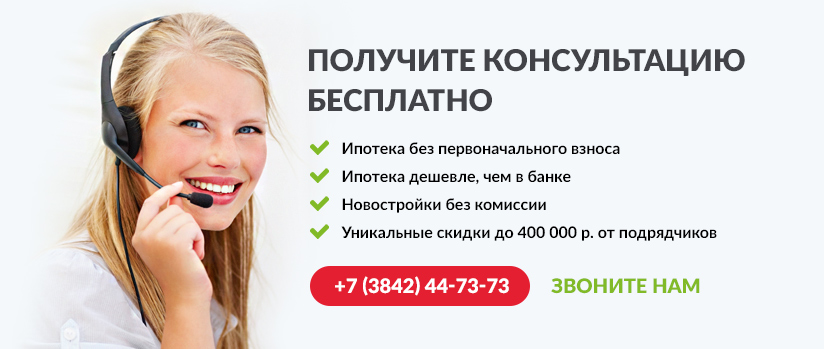 ПОЛУЧИТЕ КОНСУЛЬТАЦИЮ
БЕСПЛАТНО
Ипотека без первоначального взноса
Ипотека дешевле, чем в банке
Новостройки без комиссии
Уникальные скидки до 400 000 р. от подрядчиков
+7 (3842) 44-73-73 ЗВОНИТЕ НАМ